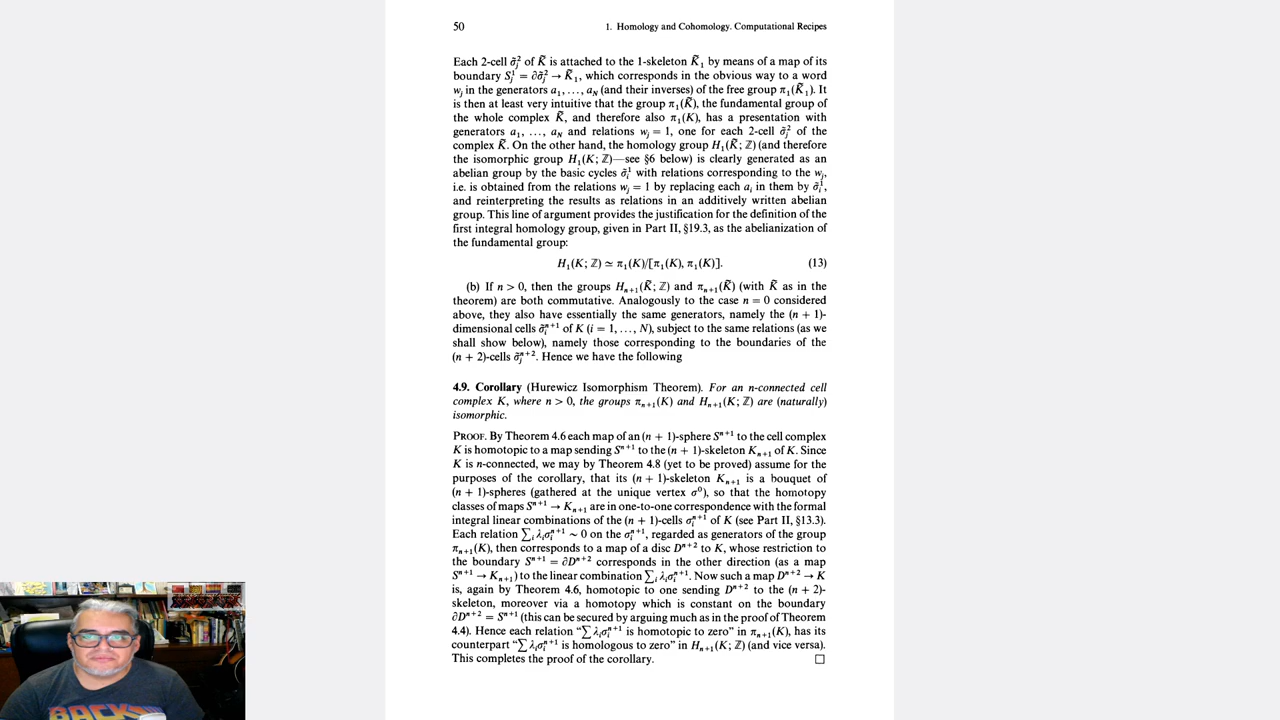 50
1. Homology and Cohomology. Computational Recipes
Each 2-cell σ̃ⱼ² of K̃ is attached to the 1-skeleton K̃₁ by means of a map of its
boundary Sⱼ¹ = ∂σ̃ⱼ² → K̃₁, which corresponds in the obvious way to a word
wⱼ in the generators a₁, ..., a_N (and their inverses) of the free group π₁(K̃₁). It
is then at least very intuitive that the group π₁(K̃), the fundamental group of
the whole complex K̃, and therefore also π₁(K), has a presentation with
generators a₁, ..., a_N and relations wⱼ = 1, one for each 2-cell σ̃ⱼ² of the
complex K̃. On the other hand, the homology group H₁(K̃; ℤ) (and therefore
the isomorphic group H₁(K; ℤ)—see §6 below) is clearly generated as an
abelian group by the basic cycles σ̃ᵢ¹ with relations corresponding to the wⱼ,
i.e. is obtained from the relations wⱼ = 1 by replacing each aᵢ in them by σ̃ᵢ¹,
and reinterpreting the results as relations in an additively written abelian
group. This line of argument provides the justification for the definition of the
first integral homology group, given in Part II, §19.3, as the abelianization of
the fundamental group:
H₁(K; ℤ) ≃ π₁(K)/[π₁(K), π₁(K)]. (13)
(b) If n > 0, then the groups Hₙ₊₁(K̃; ℤ) and πₙ₊₁(K̃) (with K̃ as in the
theorem) are both commutative. Analogously to the case n = 0 considered
above, they also have essentially the same generators, namely the (n + 1)-
dimensional cells σ̃ᵢⁿ⁺¹ of K (i = 1, ..., N), subject to the same relations (as we
shall show below), namely those corresponding to the boundaries of the
(n + 2)-cells σ̃ⱼⁿ⁺². Hence we have the following
4.9. Corollary (Hurewicz Isomorphism Theorem). For an n-connected cell
complex K, where n > 0, the groups πₙ₊₁(K) and Hₙ₊₁(K; ℤ) are (naturally)
isomorphic.
PROOF. By Theorem 4.6 each map of an (n + 1)-sphere Sⁿ⁺¹ to the cell complex
K is homotopic to a map sending Sⁿ⁺¹ to the (n + 1)-skeleton Kₙ₊₁ of K. Since
K is n-connected, we may by Theorem 4.8 (yet to be proved) assume for the
purposes of the corollary, that its (n + 1)-skeleton Kₙ₊₁ is a bouquet of
(n + 1)-spheres (gathered at the unique vertex σ⁰), so that the homotopy
classes of maps Sⁿ⁺¹ → Kₙ₊₁ are in one-to-one correspondence with the formal
integral linear combinations of the (n + 1)-cells σᵢⁿ⁺¹ of K (see Part II, §13.3).
Each relation ∑ᵢ λᵢσᵢⁿ⁺¹ ~ 0 on the σᵢⁿ⁺¹, regarded as generators of the group
πₙ₊₁(K), then corresponds to a map of a disc Dⁿ⁺² to K, whose restriction to
the boundary Sⁿ⁺¹ = ∂Dⁿ⁺² corresponds in the other direction (as a map
Sⁿ⁺¹ → Kₙ₊₁) to the linear combination ∑ᵢ λᵢσᵢⁿ⁺¹. Now such a map Dⁿ⁺² → K
is, again by Theorem 4.6, homotopic to one sending Dⁿ⁺² to the (n + 2)-
skeleton, moreover via a homotopy which is constant on the boundary
∂Dⁿ⁺² = Sⁿ⁺¹ (this can be secured by arguing much as in the proof of Theorem
4.4). Hence each relation “∑ λᵢσᵢⁿ⁺¹ is homotopic to zero” in πₙ₊₁(K), has its
counterpart “∑ λᵢσᵢⁿ⁺¹ is homologous to zero” in Hₙ₊₁(K; ℤ) (and vice versa).
This completes the proof of the corollary. □